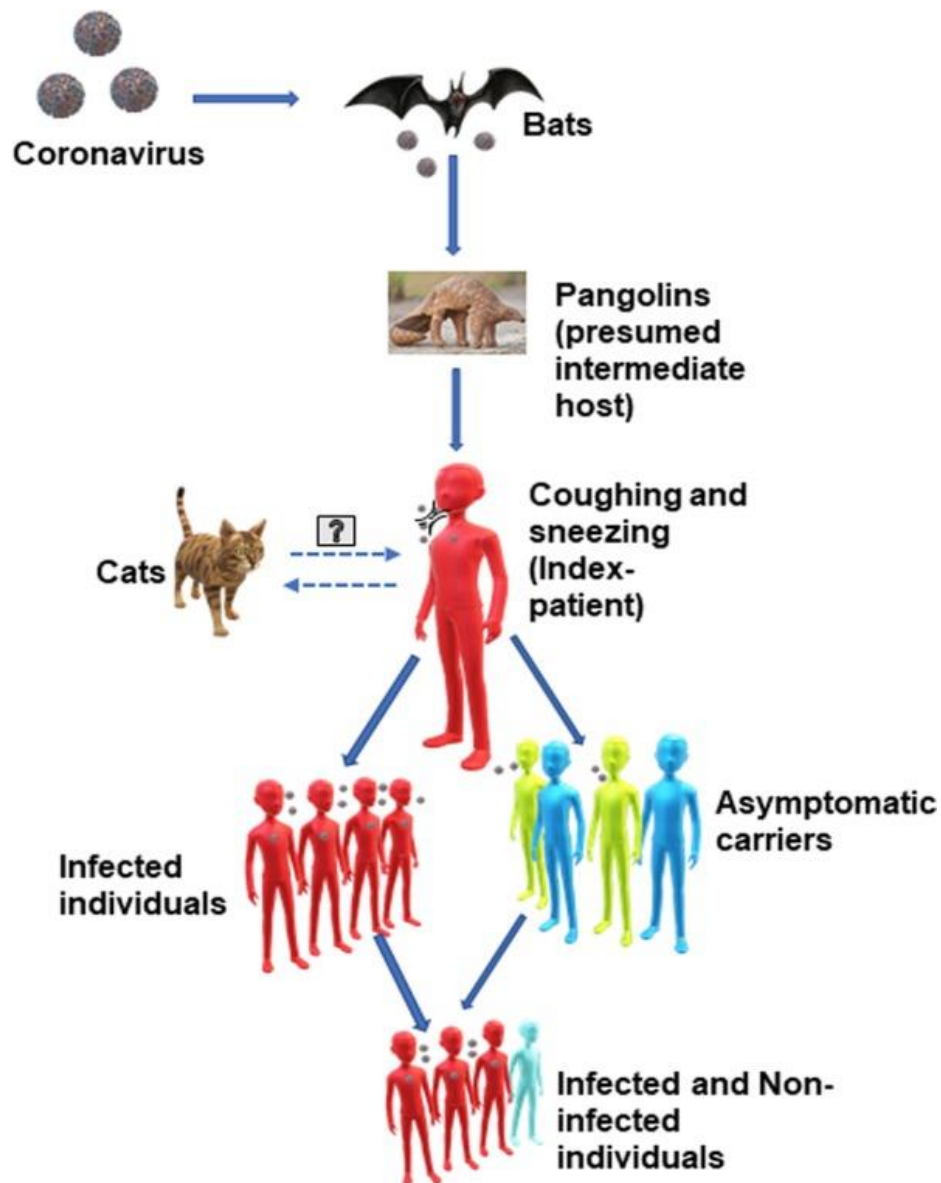 Coronavirus
Bats
Pangolins
(presumed
intermediate
host)
Coughing and
sneezing
(Index-
patient)
?
Cats
Asymptomatic
carriers
Infected
individuals
Infected and Non-
infected
individuals